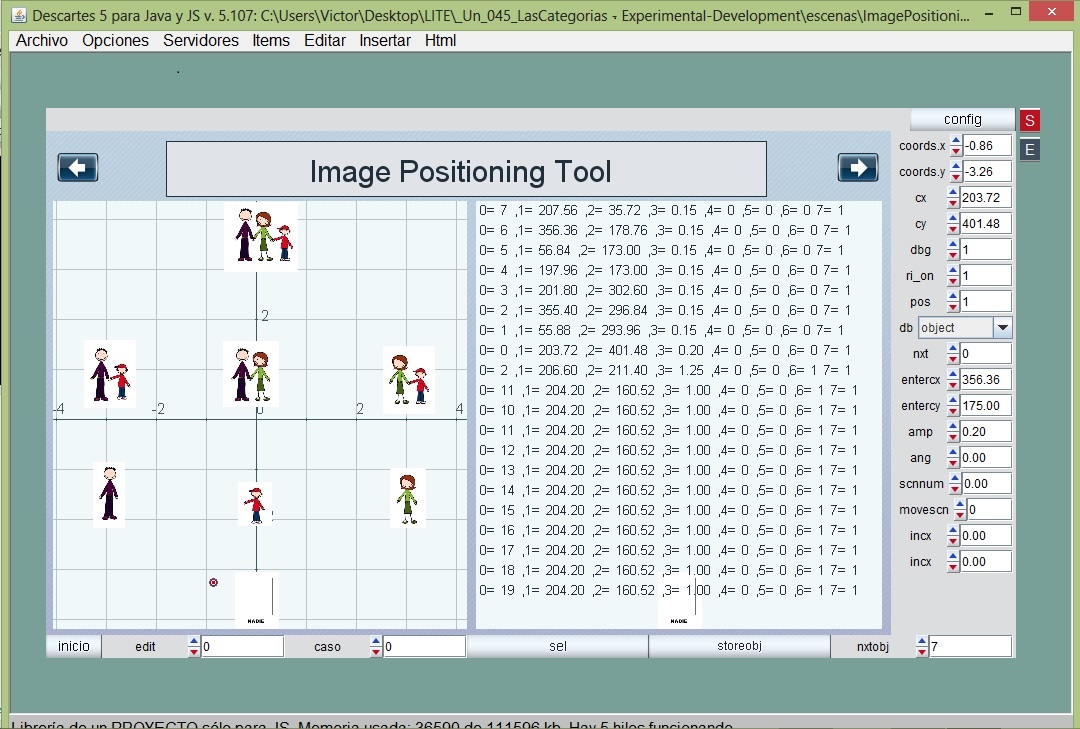 Descartes 5 para Java y JS v. 5.107: C:\Users\Victor\Desktop\LITE\_Un_045_LasCategorias - Experimental-Development\escenas\ImagePositioni...
Archivo Opciones Servidores Items Editar Insertar Html
config S
E
Image Positioning Tool
coords.x -0.86
coords.y -3.26
cx 203.72
cy 401.48
dbg 1
ri_on 1
pos 1
db object
nxt 0
entercx 356.36
entercy 175.00
amp 0.20
ang 0.00
scnnum 0.00
movescn 0
incx 0.00
incx 0.00
2
-4 -2 0 2 4
NADIE
0= 7 ,1= 207.56 ,2= 35.72 ,3= 0.15 ,4= 0 ,5= 0 ,6= 0 7= 1
0= 6 ,1= 356.36 ,2= 178.76 ,3= 0.15 ,4= 0 ,5= 0 ,6= 0 7= 1
0= 5 ,1= 56.84 ,2= 173.00 ,3= 0.15 ,4= 0 ,5= 0 ,6= 0 7= 1
0= 4 ,1= 197.96 ,2= 173.00 ,3= 0.15 ,4= 0 ,5= 0 ,6= 0 7= 1
0= 3 ,1= 201.80 ,2= 302.60 ,3= 0.15 ,4= 0 ,5= 0 ,6= 0 7= 1
0= 2 ,1= 355.40 ,2= 296.84 ,3= 0.15 ,4= 0 ,5= 0 ,6= 0 7= 1
0= 1 ,1= 55.88 ,2= 293.96 ,3= 0.15 ,4= 0 ,5= 0 ,6= 0 7= 1
0= 0 ,1= 203.72 ,2= 401.48 ,3= 0.20 ,4= 0 ,5= 0 ,6= 0 7= 1
0= 2 ,1= 206.60 ,2= 211.40 ,3= 1.25 ,4= 0 ,5= 0 ,6= 0 7= 1
0= 11 ,1= 204.20 ,2= 160.52 ,3= 1.00 ,4= 0 ,5= 0 ,6= 1 7= 1
0= 10 ,1= 204.20 ,2= 160.52 ,3= 1.00 ,4= 0 ,5= 0 ,6= 1 7= 1
0= 11 ,1= 204.20 ,2= 160.52 ,3= 1.00 ,4= 0 ,5= 0 ,6= 1 7= 1
0= 12 ,1= 204.20 ,2= 160.52 ,3= 1.00 ,4= 0 ,5= 0 ,6= 1 7= 1
0= 13 ,1= 204.20 ,2= 160.52 ,3= 1.00 ,4= 0 ,5= 0 ,6= 1 7= 1
0= 14 ,1= 204.20 ,2= 160.52 ,3= 1.00 ,4= 0 ,5= 0 ,6= 1 7= 1
0= 15 ,1= 204.20 ,2= 160.52 ,3= 1.00 ,4= 0 ,5= 0 ,6= 1 7= 1
0= 16 ,1= 204.20 ,2= 160.52 ,3= 1.00 ,4= 0 ,5= 0 ,6= 1 7= 1
0= 17 ,1= 204.20 ,2= 160.52 ,3= 1.00 ,4= 0 ,5= 0 ,6= 1 7= 1
0= 18 ,1= 204.20 ,2= 160.52 ,3= 1.00 ,4= 0 ,5= 0 ,6= 1 7= 1
0= 19 ,1= 204.20 ,2= 160.52 ,3= 1.00 ,4= 0 ,5= 0 ,6= 1 7= 1
NADIE
inicio edit 0 caso 0 sel storeobj nxtobj 7
Librería de un PROYECTO sólo para JS. Memoria usada: 36590 de 111596 kb. Hay 5 hilos funcionando